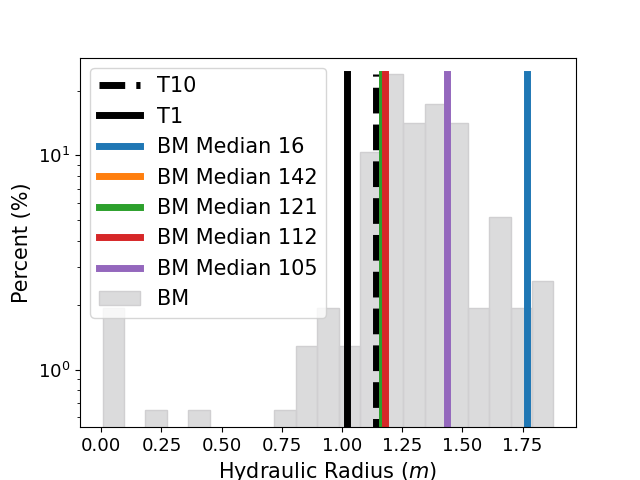 T10
T1
BM Median 16
BM Median 142
BM Median 121
BM Median 112
BM Median 105
BM
10¹
10⁰
Percent (%)
0.00 0.25 0.50 0.75 1.00 1.25 1.50 1.75
Hydraulic Radius (m)